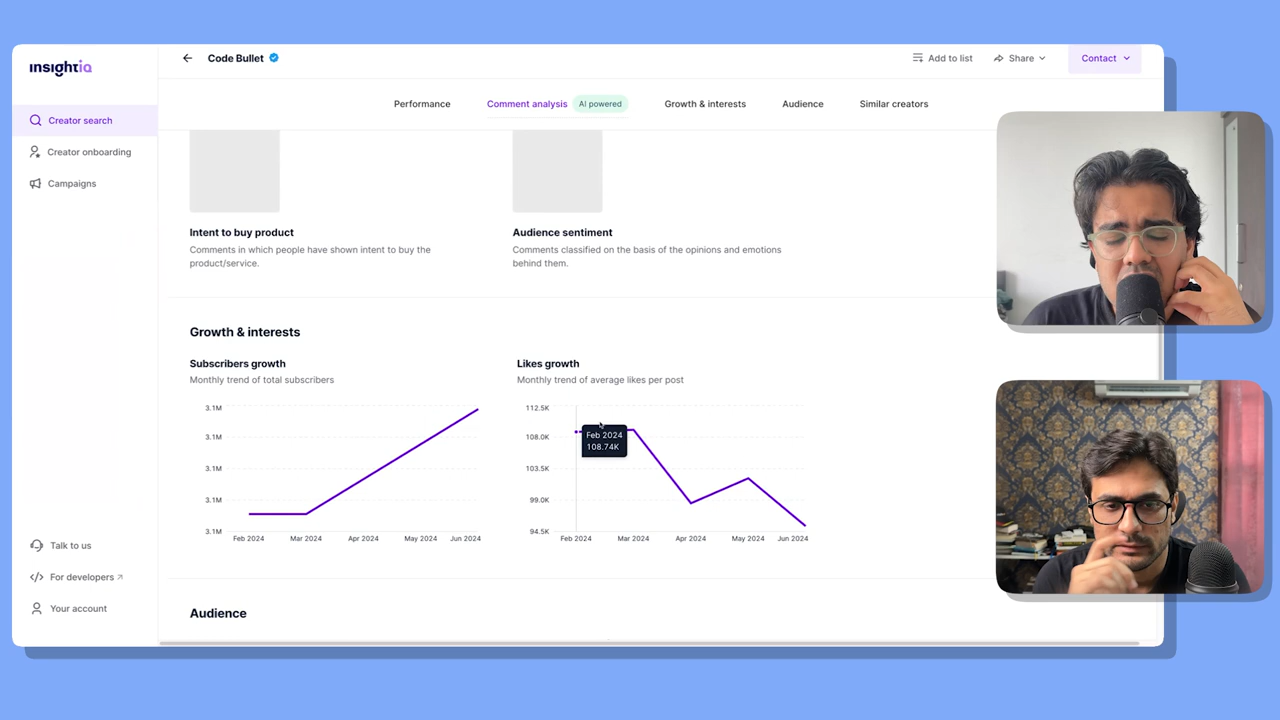 insightiq
Creator search
Creator onboarding
Campaigns
Talk to us
For developers
Your account
Code Bullet
Add to list
Share
Contact
Performance
Comment analysis
AI powered
Growth & interests
Audience
Similar creators
Intent to buy product
Comments in which people have shown intent to buy the
product/service.
Audience sentiment
Comments classified on the basis of the opinions and emotions
behind them.
Growth & interests
Subscribers growth
Monthly trend of total subscribers
3.1M
3.1M
3.1M
3.1M
3.1M
Feb 2024 Mar 2024 Apr 2024 May 2024 Jun 2024
Likes growth
Monthly trend of average likes per post
112.5K
108.0K
103.5K
99.0K
94.5K
Feb 2024
108.74K
Feb 2024 Mar 2024 Apr 2024 May 2024 Jun 2024
Audience